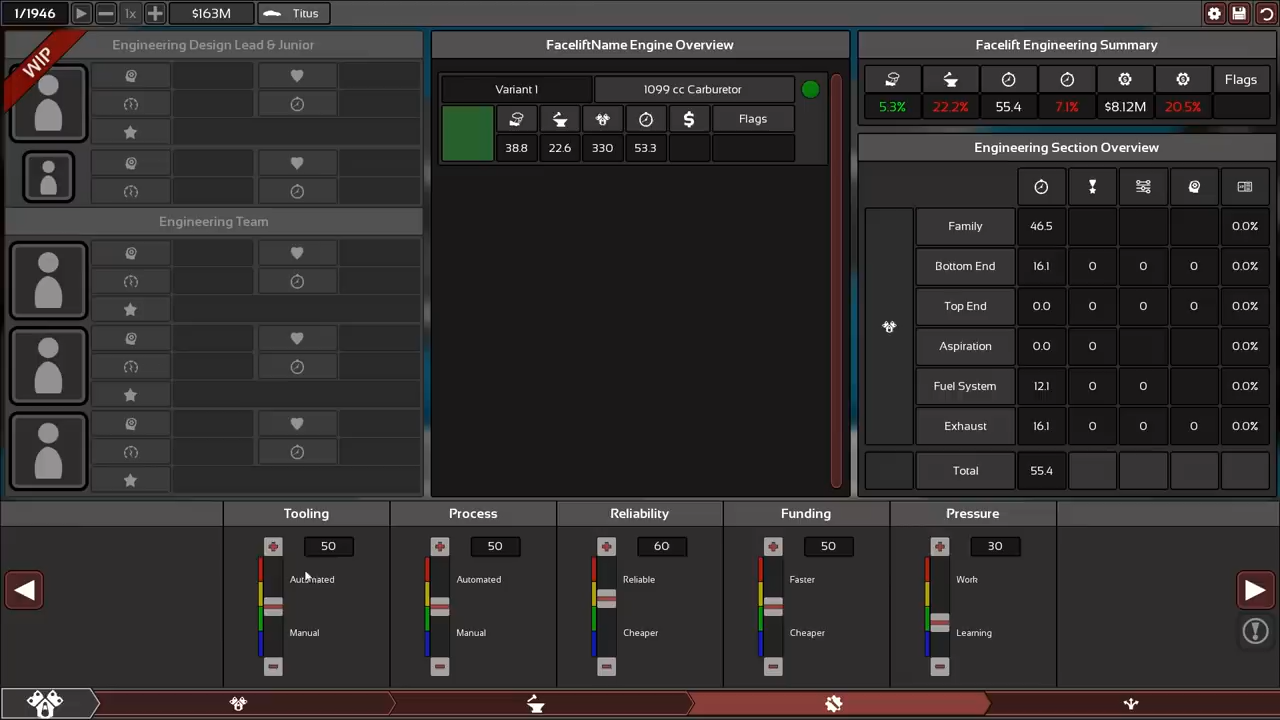 1/1946
1x
$163M
Titus
WIP
Engineering Design Lead & Junior
Engineering Team
FaceliftName Engine Overview
Variant 1
1099 cc Carburetor
$
Flags
38.8
22.6
330
53.3
Facelift Engineering Summary
Flags
5.3%
22.2%
55.4
7.1%
$8.12M
20.5%
Engineering Section Overview
Family
46.5
0.0%
Bottom End
16.1
0
0
0
0.0%
Top End
0.0
0
0
0
0.0%
Aspiration
0.0
0
0.0%
Fuel System
12.1
0
0
0.0%
Exhaust
16.1
0
0
0
0.0%
Total
55.4
Tooling
50
Automated
Manual
Process
50
Automated
Manual
Reliability
60
Reliable
Cheaper
Funding
50
Faster
Cheaper
Pressure
30
Work
Learning